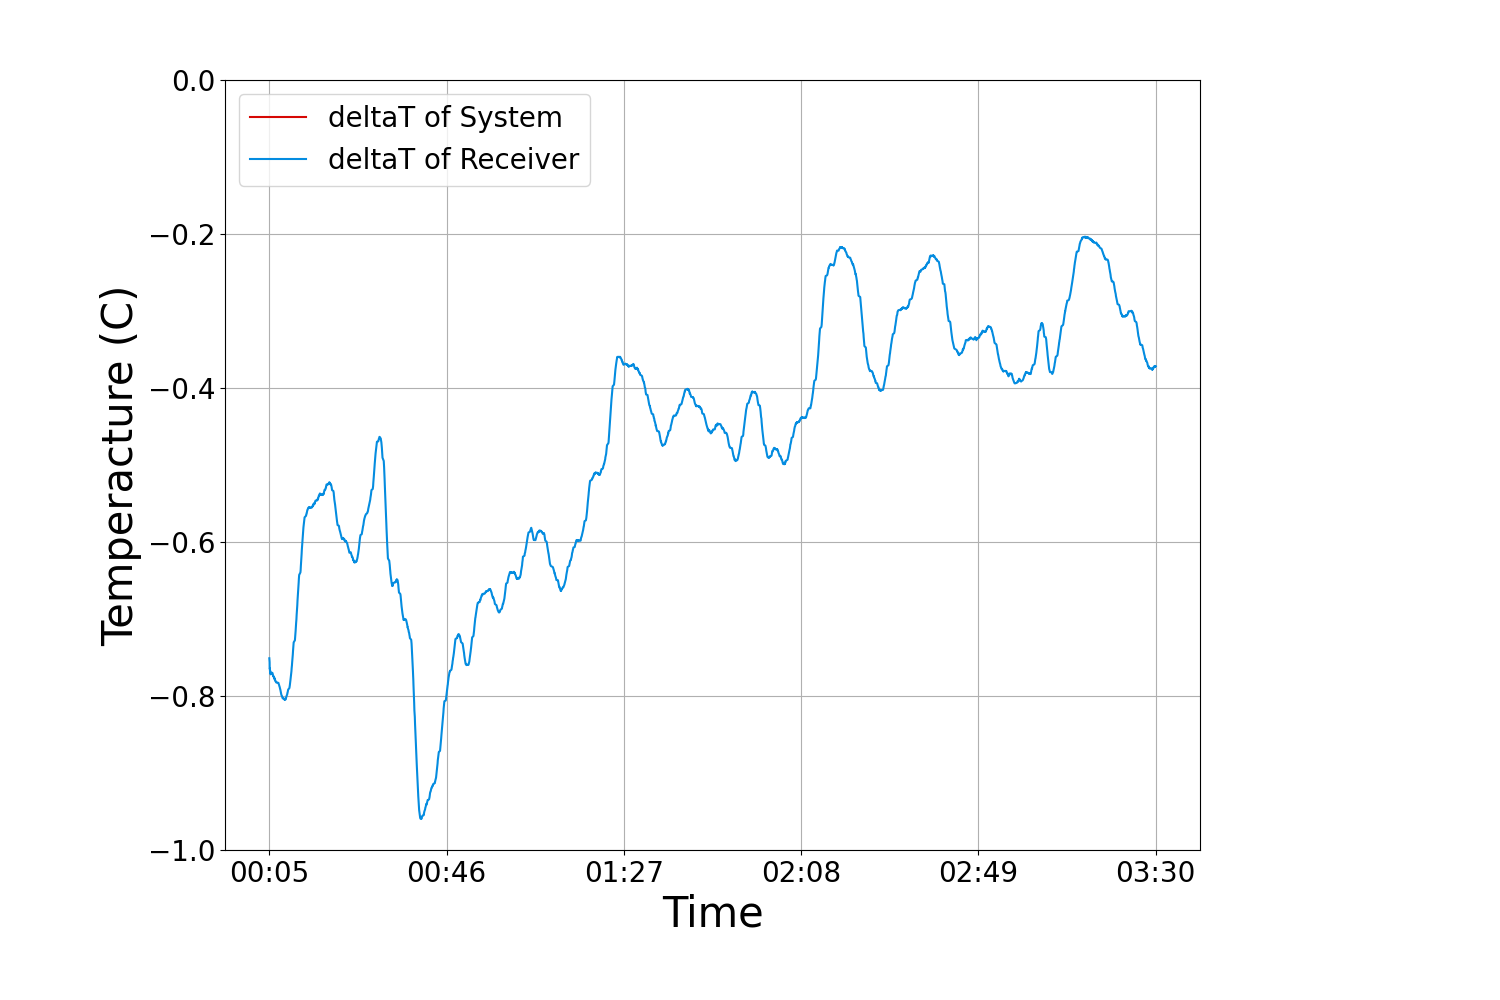 0.0
deltaT of System
deltaT of Receiver
−0.2
−0.4
−0.6
−0.8
−1.0
Temperacture (C)
00:05 00:46 01:27 02:08 02:49 03:30
Time